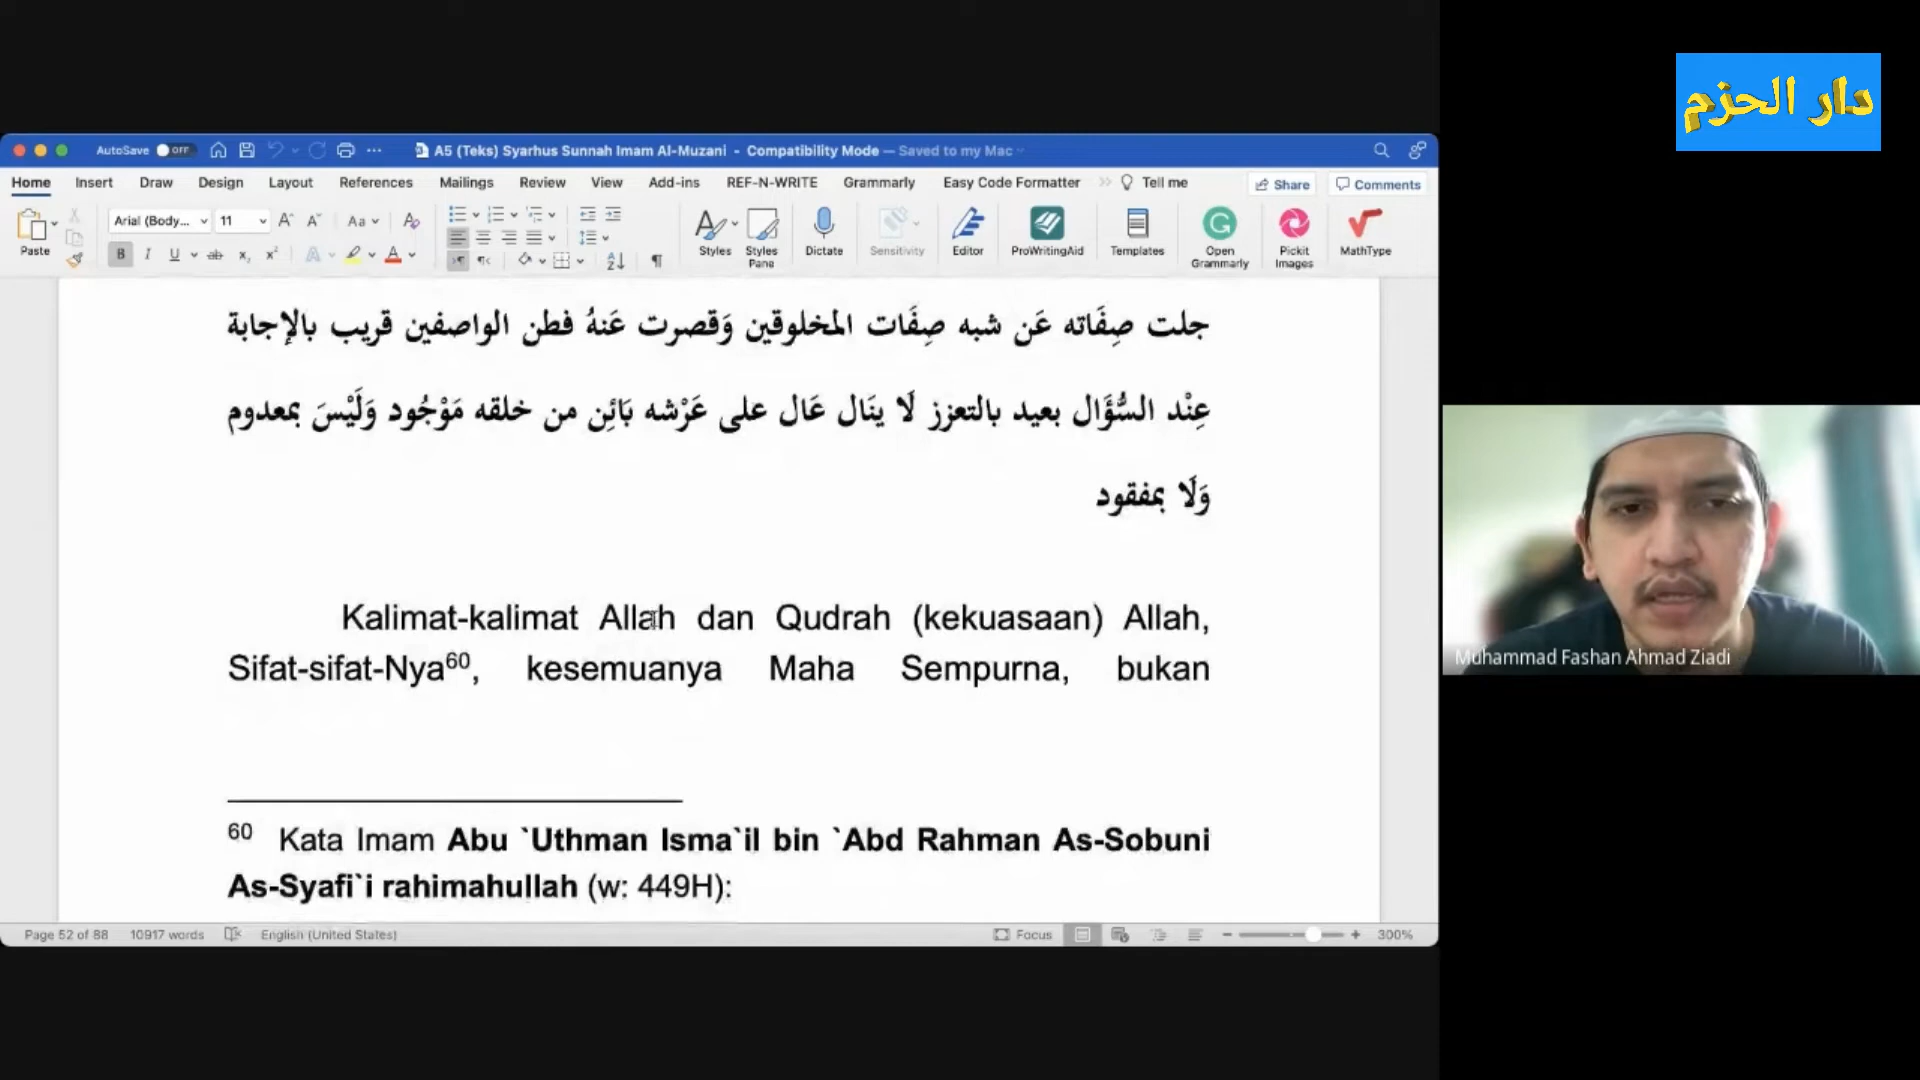 دار الحزم
AutoSave OFF
A5 (Teks) Syarhus Sunnah Imam Al-Muzani - Compatibility Mode — Saved to my Mac
Home Insert Draw Design Layout References Mailings Review View Add-ins REF-N-WRITE Grammarly Easy Code Formatter Tell me Share Comments
Paste
Arial (Body... 11
Styles
Styles Pane
Dictate
Sensitivity
Editor
ProWritingAid
Templates
Open Grammarly
Pickit Images
MathType
جلت صِفَاته عَن شبه صِفَات المخلوقين وَقصرت عَنهُ فطن الواصفين قريب بالإجابة
عِنْد السُّؤَال بعيد بالتعزز لَا ينَال عَال على عَرْشه بَائِن من خلقه مَوْجُود وَلَيْسَ بمعدوم
وَلَا بمفقود
Kalimat-kalimat Allah dan Qudrah (kekuasaan) Allah,
Sifat-sifat-Nya60, kesemuanya Maha Sempurna, bukan
60 Kata Imam Abu `Uthman Isma`il bin `Abd Rahman As-Sobuni
As-Syafi`i rahimahullah (w: 449H):
Page 52 of 88 10917 words English (United States) Focus 300%
Muhammad Fashan Ahmad Ziadi